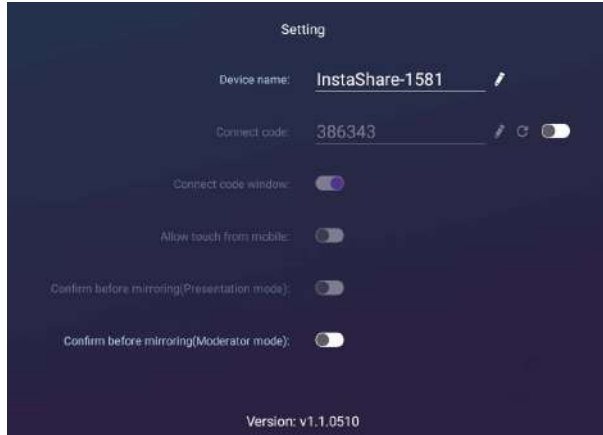 Setting
Device name: InstaShare-1581
Connect code: 386343
Connect code window:
Allow touch from mobile:
Confirm before mirroring(Presentation mode):
Confirm before mirroring(Moderator mode):
Version: v1.1.0510